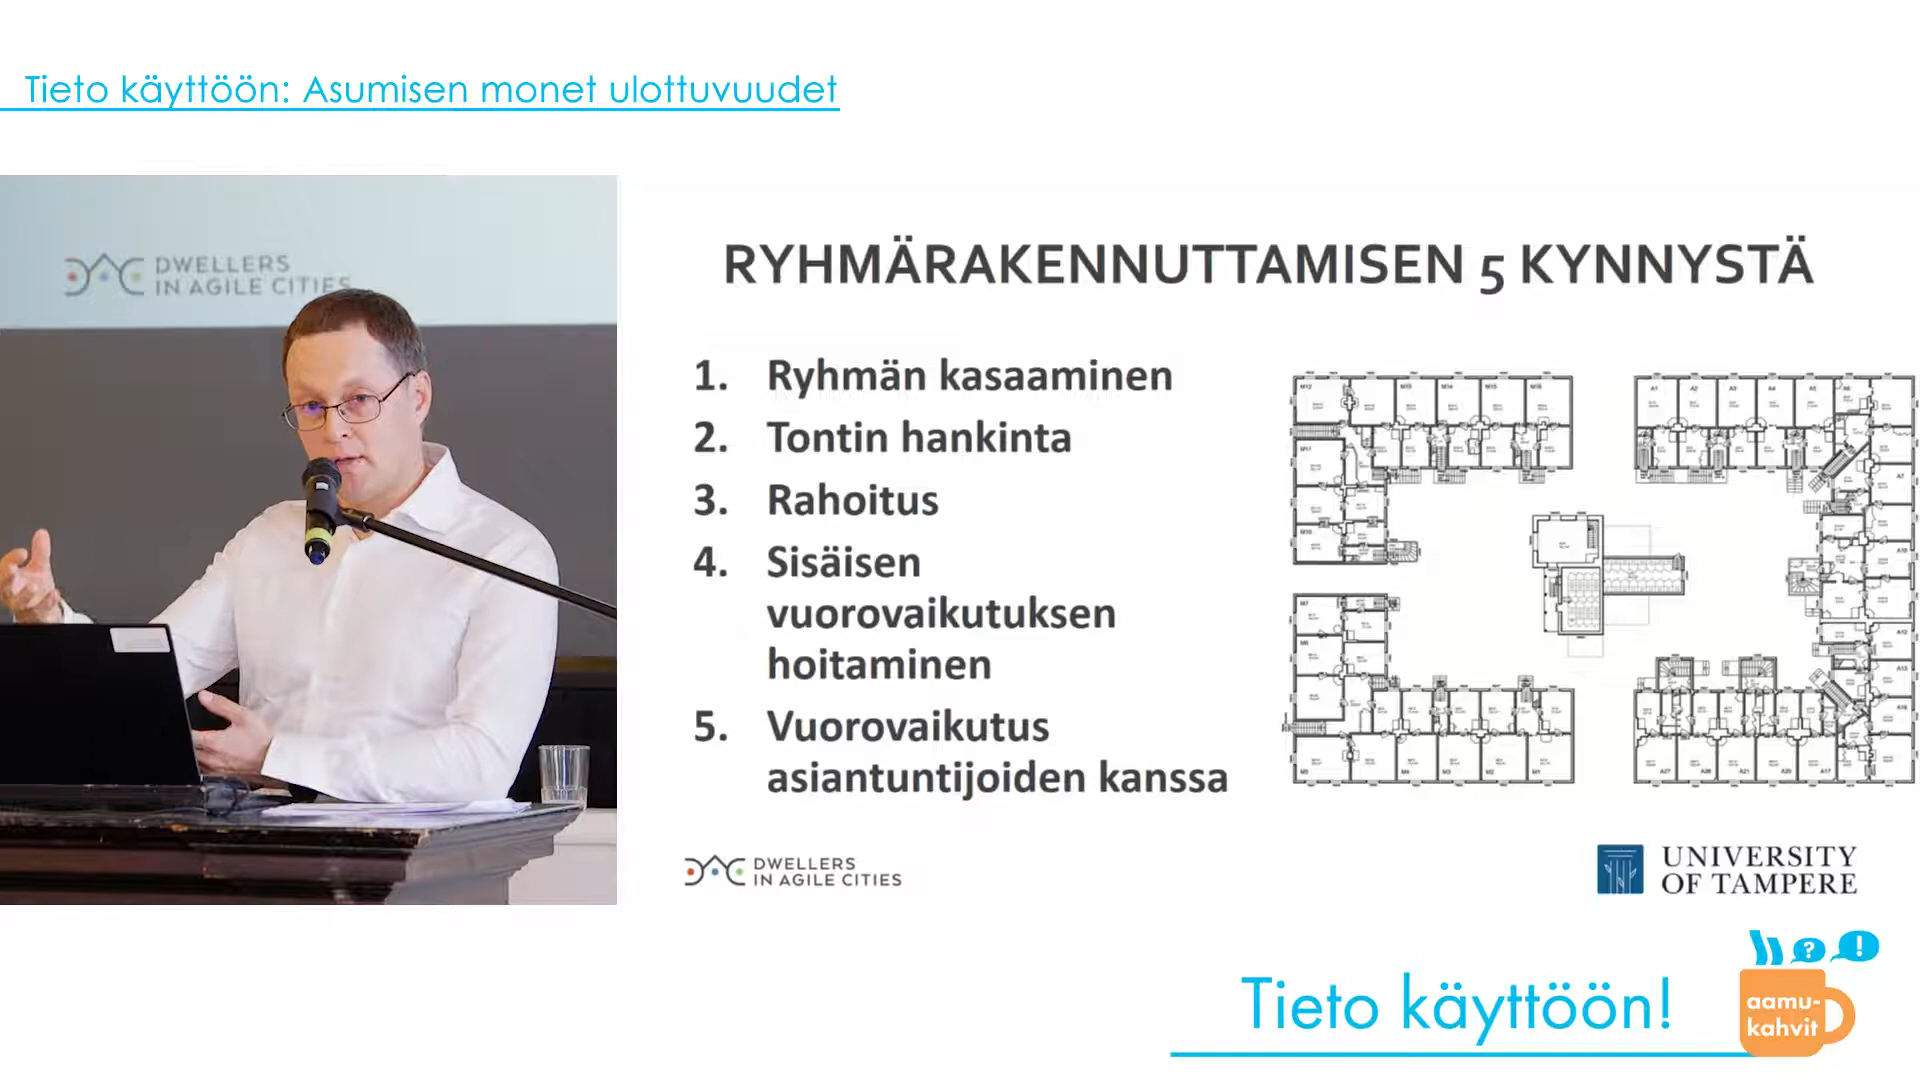 Tieto käyttöön: Asumisen monet ulottuvuudet
DWELLERS
IN AGILE CITIES
RYHMÄRAKENNUTTAMISEN 5 KYNNYSTÄ
1. Ryhmän kasaaminen
2. Tontin hankinta
3. Rahoitus
4. Sisäisen
vuorovaikutuksen
hoitaminen
5. Vuorovaikutus
asiantuntijoiden kanssa
DWELLERS
IN AGILE CITIES
UNIVERSITY
OF TAMPERE
Tieto käyttöön!
? !
aamu-
kahvit